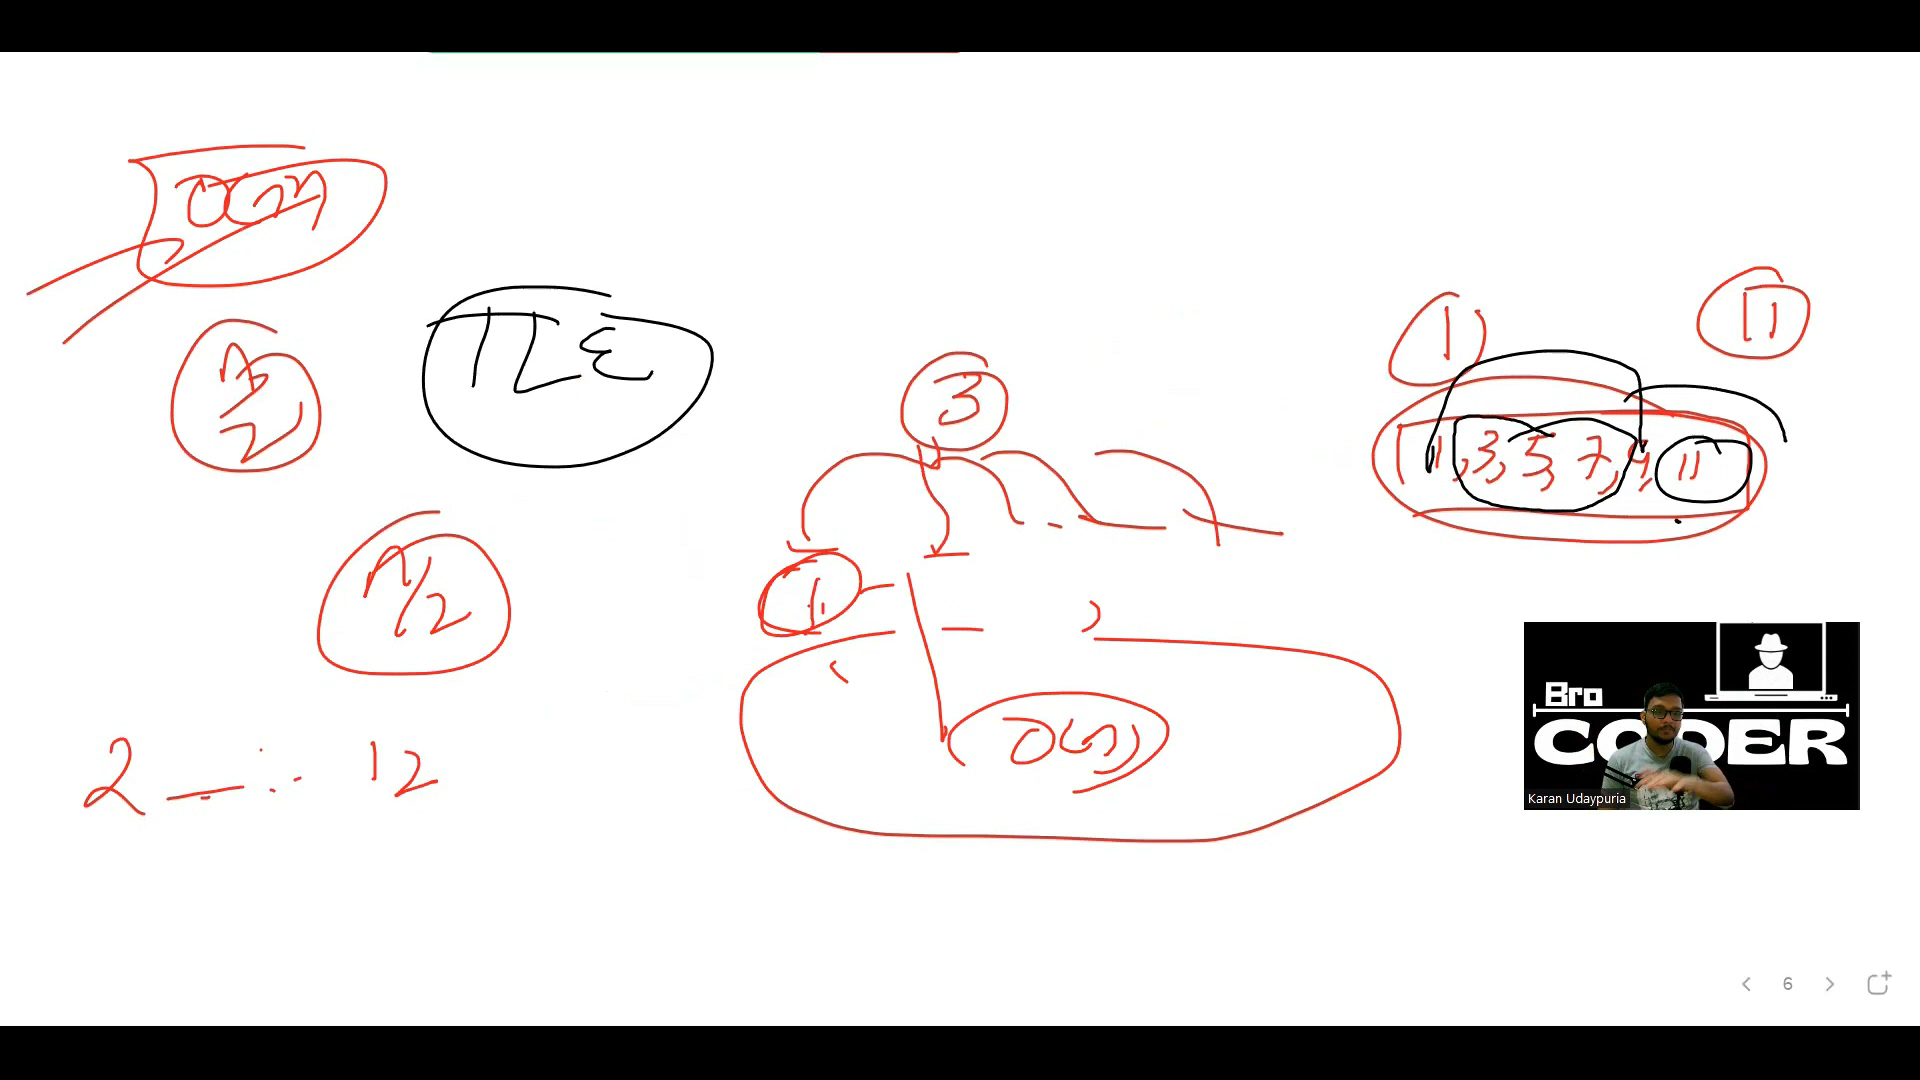 n/2
TLE
n/2
2 — . . . 12
3
1
O(n)
1
11
[1, 3, 5, 7, 9, 11
Bro
CODER
Karan Udaypuria
6